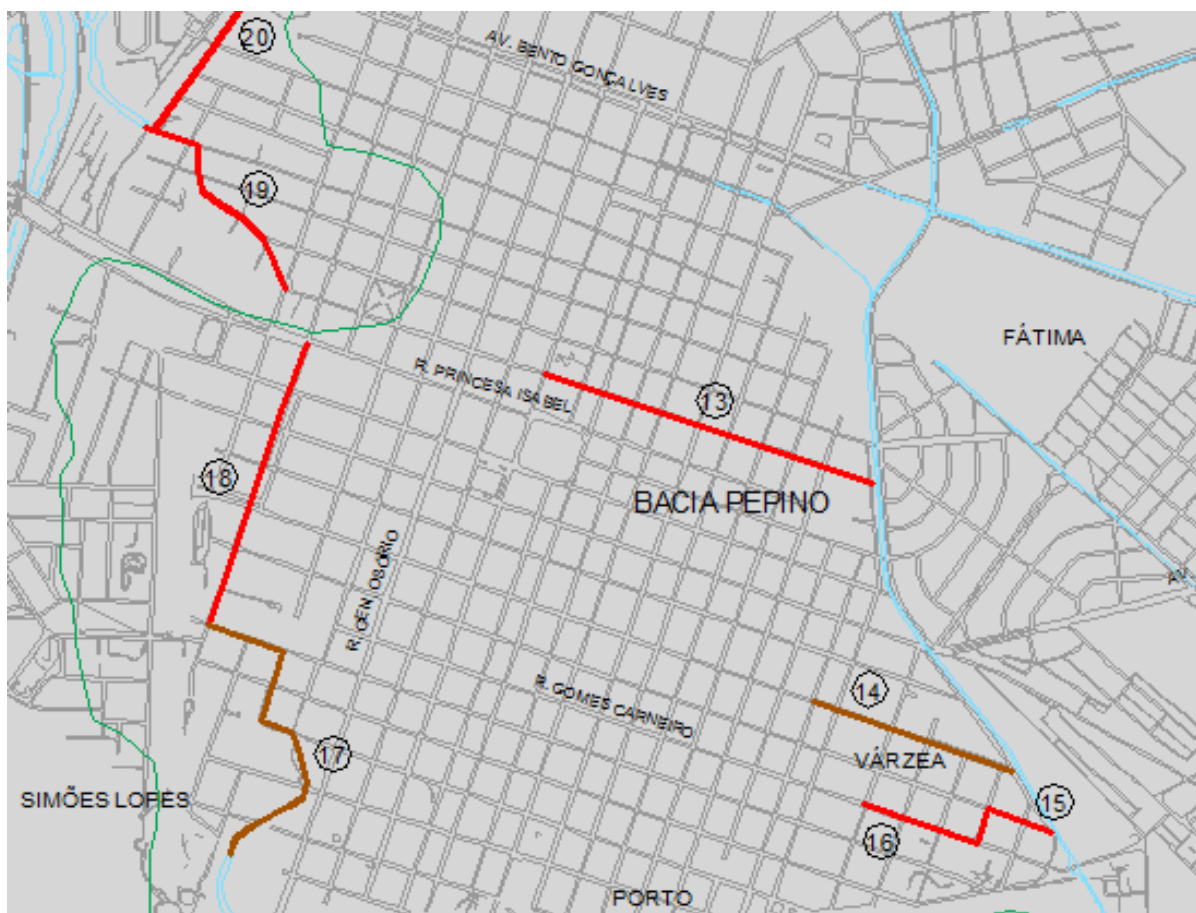 20
AV. BENTO GONÇALVES
19
FÁTIMA
R. PRINCESA ISABEL
13
18
BACIA PEPINO
R. GEN. OSÓRIO
AV.
14
R. GOMES CARNEIRO
17
VÁRZEA
SIMÕES LOPES
15
16
PORTO